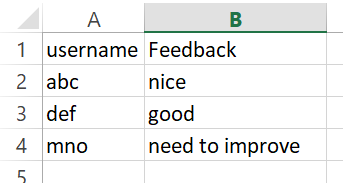 A B
1 username Feedback
2 abc nice
3 def good
4 mno need to improve
5